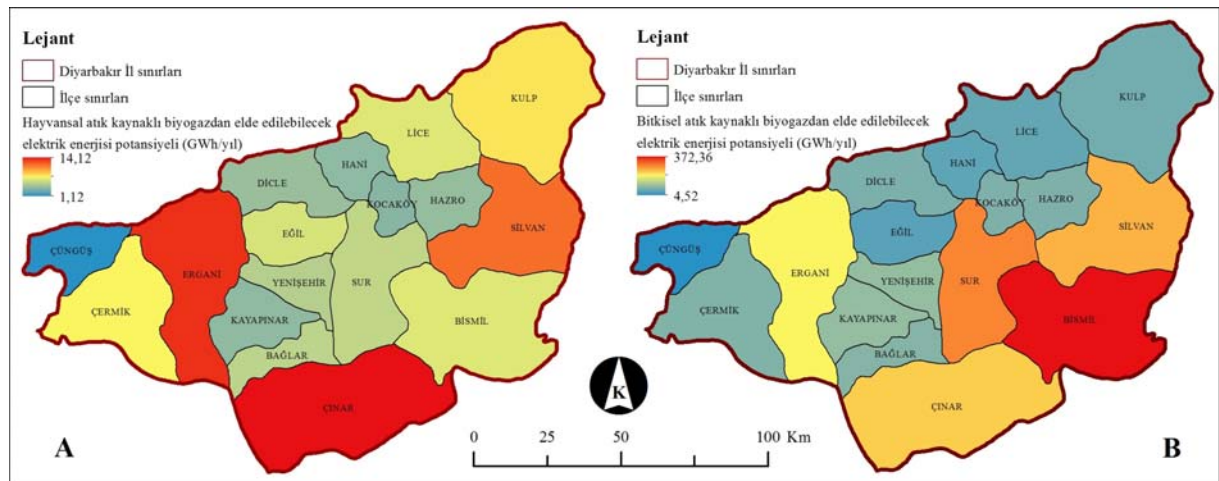 Lejant
Diyarbakır İl sınırları
İlçe sınırları
Hayvansal atık kaynaklı biyogazdan elde edilebilecek
elektrik enerjisi potansiyeli (GWh/yıl)
14,12
1,12
KULP
LİCE
HANİ
DİCLE
KOCAKÖY
HAZRO
SİLVAN
EĞİL
ÇÜNGÜŞ
ERGANİ
YENİŞEHİR
SUR
ÇERMİK
KAYAPINAR
BİSMİL
BAĞLAR
ÇINAR
A
Lejant
Diyarbakır İl sınırları
İlçe sınırları
Bitkisel atık kaynaklı biyogazdan elde edilebilecek
elektrik enerjisi potansiyeli (GWh/yıl)
372,36
4,52
KULP
LİCE
HANİ
DİCLE
KOCAKÖY
HAZRO
SİLVAN
EĞİL
ÇÜNGÜŞ
ERGANİ
YENİŞEHİR
SUR
ÇERMİK
KAYAPINAR
BİSMİL
BAĞLAR
ÇINAR
B
K
0 25 50 100 Km